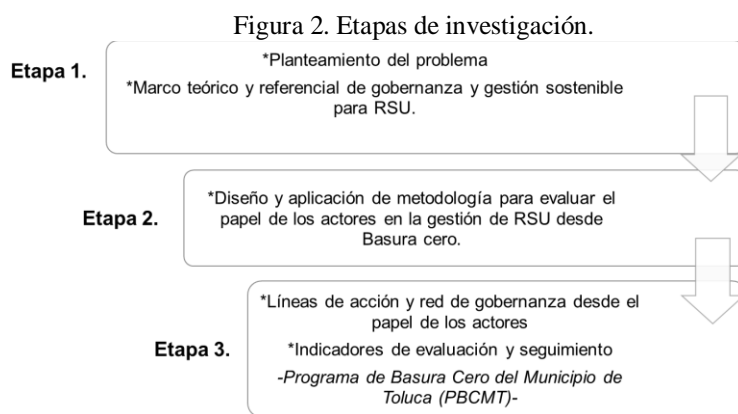 Figura 2. Etapas de investigación.
Etapa 1.
*Planteamiento del problema
*Marco teórico y referencial de gobernanza y gestión sostenible
para RSU.
Etapa 2.
*Diseño y aplicación de metodología para evaluar el
papel de los actores en la gestión de RSU desde
Basura cero.
Etapa 3.
*Líneas de acción y red de gobernanza desde el
papel de los actores
*Indicadores de evaluación y seguimiento
-Programa de Basura Cero del Municipio de
Toluca (PBCMT)-